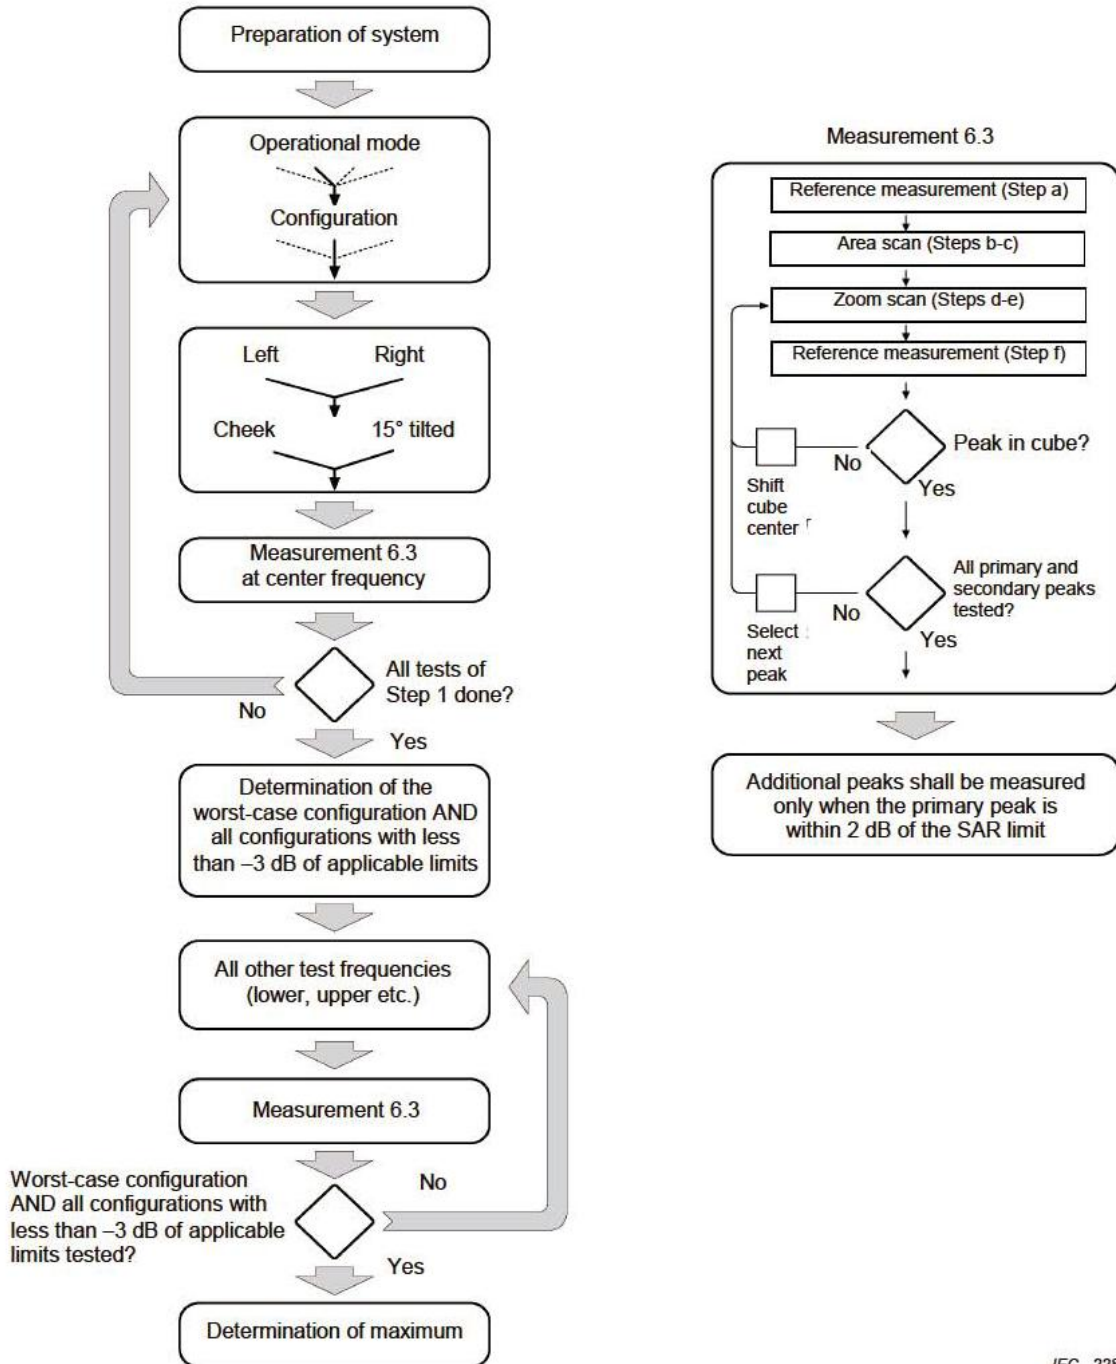 Preparation of system
Operational mode
Configuration
Left Right
Cheek 15° tilted
Measurement 6.3
at center frequency
All tests of
Step 1 done?
No
Yes
Determination of the
worst-case configuration AND
all configurations with less
than –3 dB of applicable limits
All other test frequencies
(lower, upper etc.)
Measurement 6.3
Worst-case configuration
AND all configurations with
less than –3 dB of applicable
limits tested?
No
Yes
Determination of maximum
Measurement 6.3
Reference measurement (Step a)
Area scan (Steps b-c)
Zoom scan (Steps d-e)
Reference measurement (Step f)
Peak in cube?
No
Yes
Shift
cube
center
All primary and
secondary peaks
tested?
No
Yes
Select
next
peak
Additional peaks shall be measured
only when the primary peak is
within 2 dB of the SAR limit
IEC